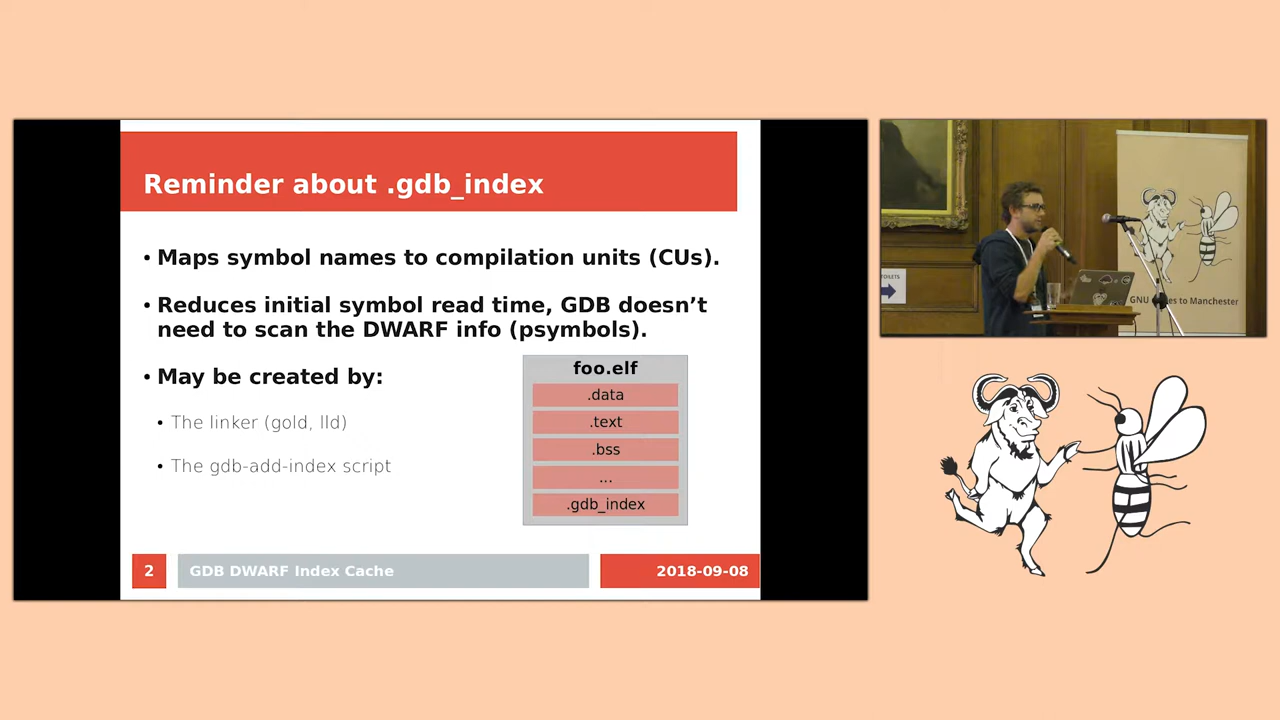 Reminder about .gdb_index
• Maps symbol names to compilation units (CUs).
• Reduces initial symbol read time, GDB doesn’t
need to scan the DWARF info (psymbols).
• May be created by:
• The linker (gold, lld)
• The gdb-add-index script
foo.elf
.data
.text
.bss
...
.gdb_index
2
GDB DWARF Index Cache
2018-09-08
TOILETS
to Manchester